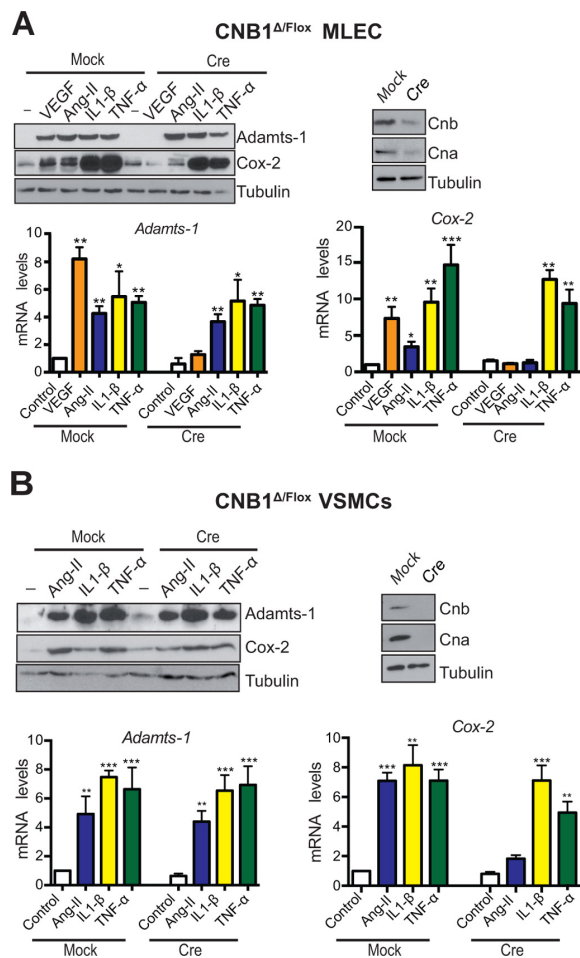 A
CNB1Δ/Flox MLEC
Mock Cre
– VEGF Ang-II IL1-β TNF-α – VEGF Ang-II IL1-β TNF-α
Adamts-1
Cox-2
Tubulin
Mock Cre
Cnb
Cna
Tubulin
Adamts-1
mRNA levels
10
8
6
4
2
0
** ** * ** ** * **
Control VEGF Ang-II IL1-β TNF-α Control VEGF Ang-II IL1-β TNF-α
Mock Cre
Cox-2
mRNA levels
20
15
10
5
0
** * ** *** ** **
Control VEGF Ang-II IL1-β TNF-α Control VEGF Ang-II IL1-β TNF-α
Mock Cre
B
CNB1Δ/Flox VSMCs
Mock Cre
– Ang-II IL1-β TNF-α – Ang-II IL1-β TNF-α
Adamts-1
Cox-2
Tubulin
Mock Cre
Cnb
Cna
Tubulin
Adamts-1
mRNA levels
10
8
6
4
2
0
** *** *** ** *** ***
Control Ang-II IL1-β TNF-α Control Ang-II IL1-β TNF-α
Mock Cre
Cox-2
mRNA levels
10
8
6
4
2
0
*** ** *** *** **
Control Ang-II IL1-β TNF-α Control Ang-II IL1-β TNF-α
Mock Cre